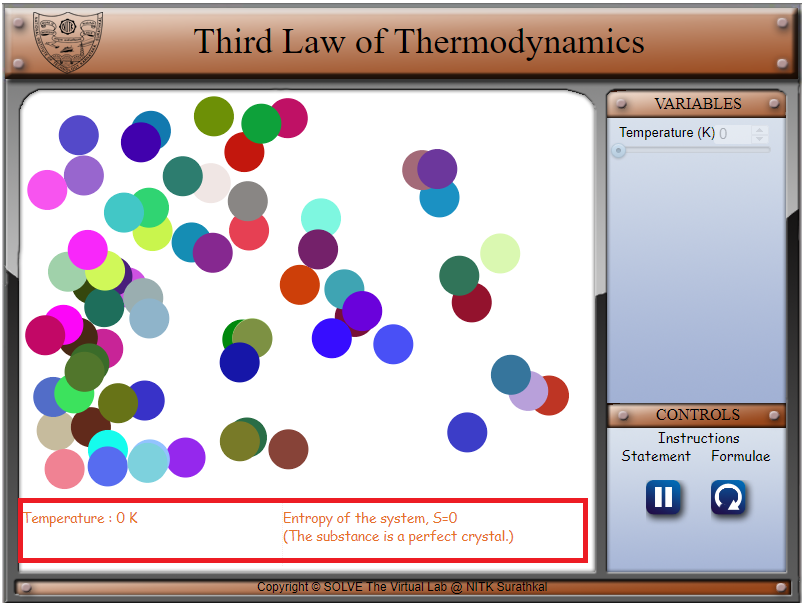 Third Law of Thermodynamics
VARIABLES
Temperature (K) 0
CONTROLS
Instructions
Statement Formulae
Temperature : 0 K
Entropy of the system, S=0
(The substance is a perfect crystal.)
Copyright © SOLVE The Virtual Lab @ NITK Surathkal